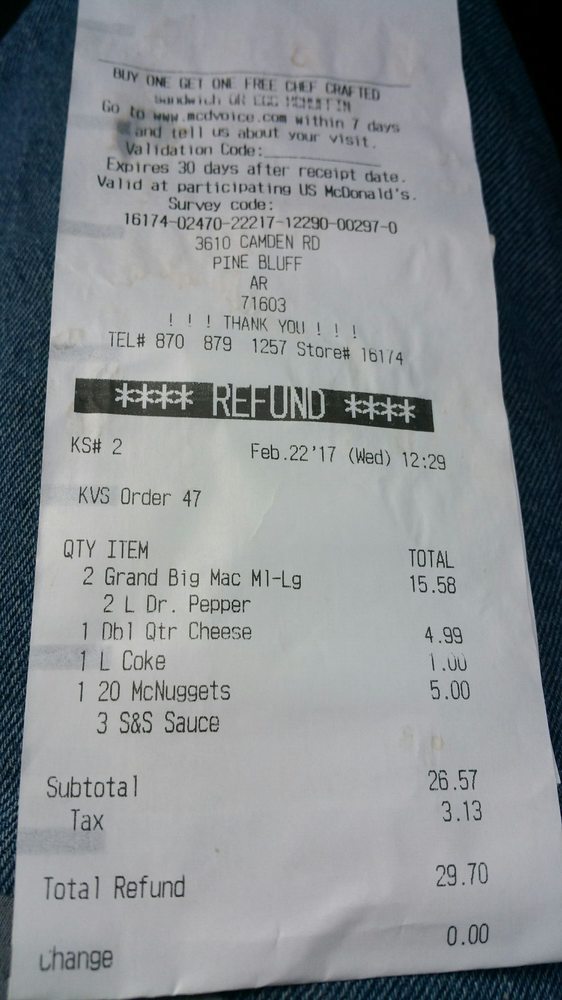 BUY ONE GET ONE FREE CHEF CRAFTED
Sandwich OR EGG MCMUFFIN
Go to www.mcdvoice.com within 7 days
and tell us about your visit.
Validation Code:____________
Expires 30 days after receipt date.
Valid at participating US McDonald's.
Survey code:
16174-02470-22217-12290-00297-0
3610 CAMDEN RD
PINE BLUFF
AR
71603
! ! ! THANK YOU ! ! !
TEL# 870 879 1257 Store# 16174
**** REFUND ****
KS# 2 Feb.22'17 (Wed) 12:29
KVS Order 47
QTY ITEM TOTAL
2 Grand Big Mac Ml-Lg 15.58
2 L Dr. Pepper
1 Dbl Qtr Cheese 4.99
1 L Coke 1.00
1 20 McNuggets 5.00
3 S&S Sauce
Subtotal 26.57
Tax 3.13
Total Refund 29.70
Change 0.00